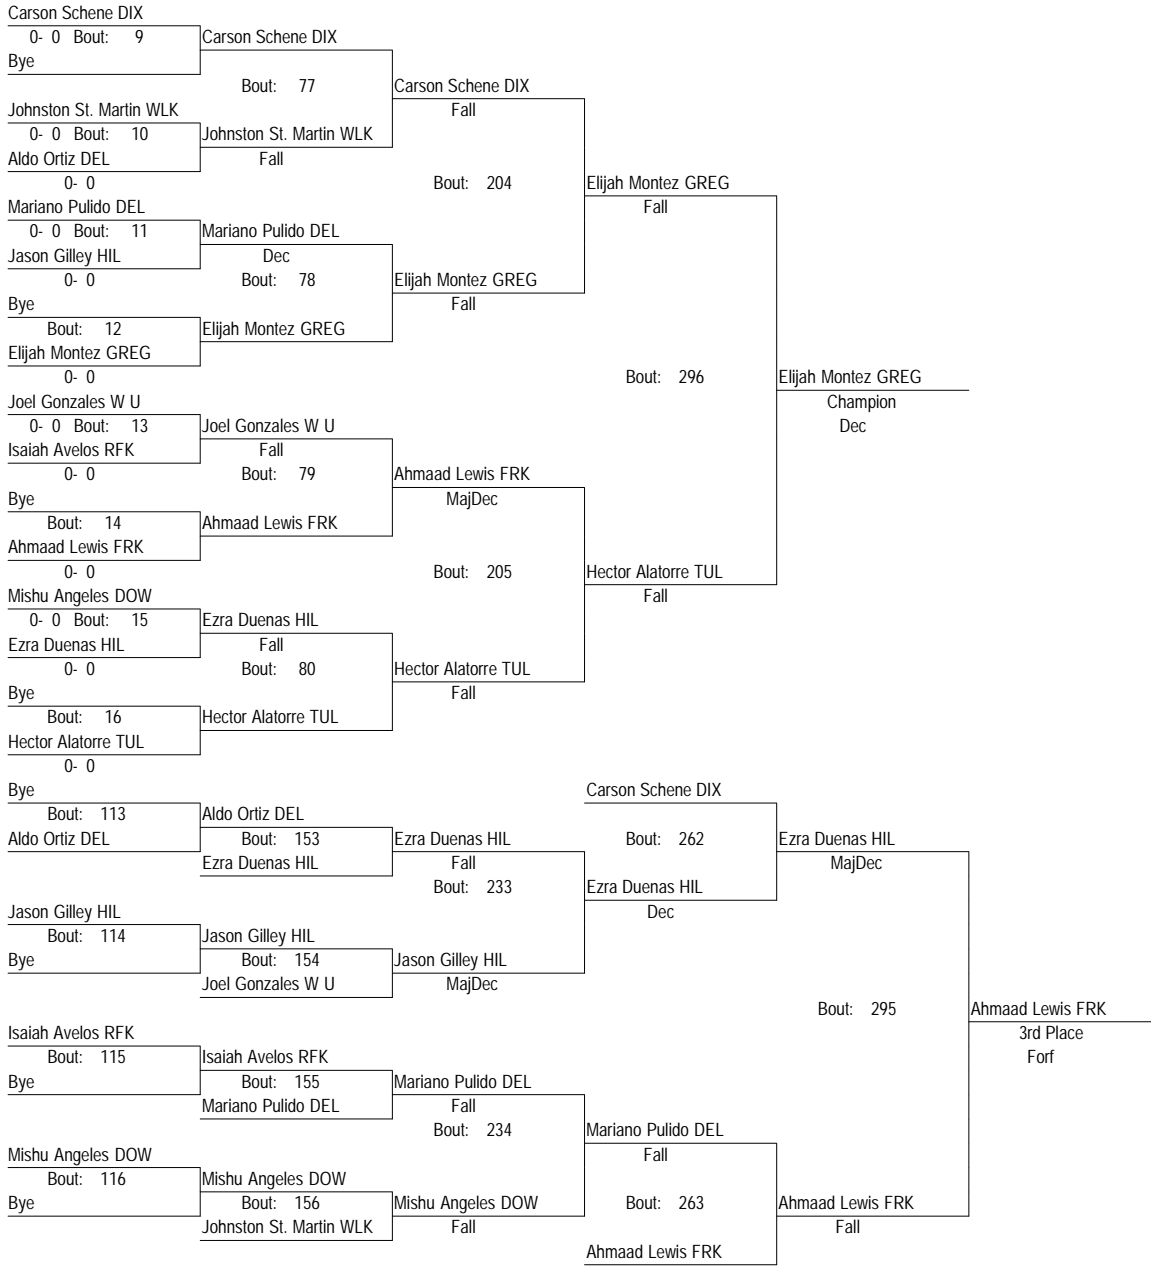 Carson Schene DIX
0- 0 Bout: 9 Carson Schene DIX
Bye
Bout: 77 Carson Schene DIX
Johnston St. Martin WLK Fall
0- 0 Bout: 10 Johnston St. Martin WLK
Aldo Ortiz DEL Fall
0- 0 Bout: 204 Elijah Montez GREG
Mariano Pulido DEL Fall
0- 0 Bout: 11 Mariano Pulido DEL
Jason Gilley HIL Dec
0- 0 Bout: 78 Elijah Montez GREG
Bye Fall
Bout: 12 Elijah Montez GREG
Elijah Montez GREG
0- 0 Bout: 296 Elijah Montez GREG
Joel Gonzales W U Champion
0- 0 Bout: 13 Joel Gonzales W U Dec
Isaiah Avelos RFK Fall
0- 0 Bout: 79 Ahmaad Lewis FRK
Bye MajDec
Bout: 14 Ahmaad Lewis FRK
Ahmaad Lewis FRK
0- 0 Bout: 205 Hector Alatorre TUL
Mishu Angeles DOW Fall
0- 0 Bout: 15 Ezra Duenas HIL
Ezra Duenas HIL Fall
0- 0 Bout: 80 Hector Alatorre TUL
Bye Fall
Bout: 16 Hector Alatorre TUL
Hector Alatorre TUL
0- 0
Bye Carson Schene DIX
Bout: 113 Aldo Ortiz DEL
Aldo Ortiz DEL Bout: 153 Ezra Duenas HIL Bout: 262 Ezra Duenas HIL
Ezra Duenas HIL Fall MajDec
Bout: 233 Ezra Duenas HIL
Jason Gilley HIL Dec
Bout: 114 Jason Gilley HIL
Bye Bout: 154 Jason Gilley HIL
Joel Gonzales W U MajDec
Bout: 295 Ahmaad Lewis FRK
Isaiah Avelos RFK 3rd Place
Bout: 115 Isaiah Avelos RFK Forf
Bye Bout: 155 Mariano Pulido DEL
Mariano Pulido DEL Fall
Bout: 234 Mariano Pulido DEL
Mishu Angeles DOW Fall
Bout: 116 Mishu Angeles DOW
Bye Bout: 156 Mishu Angeles DOW Bout: 263 Ahmaad Lewis FRK
Johnston St. Martin WLK Fall Fall
Ahmaad Lewis FRK